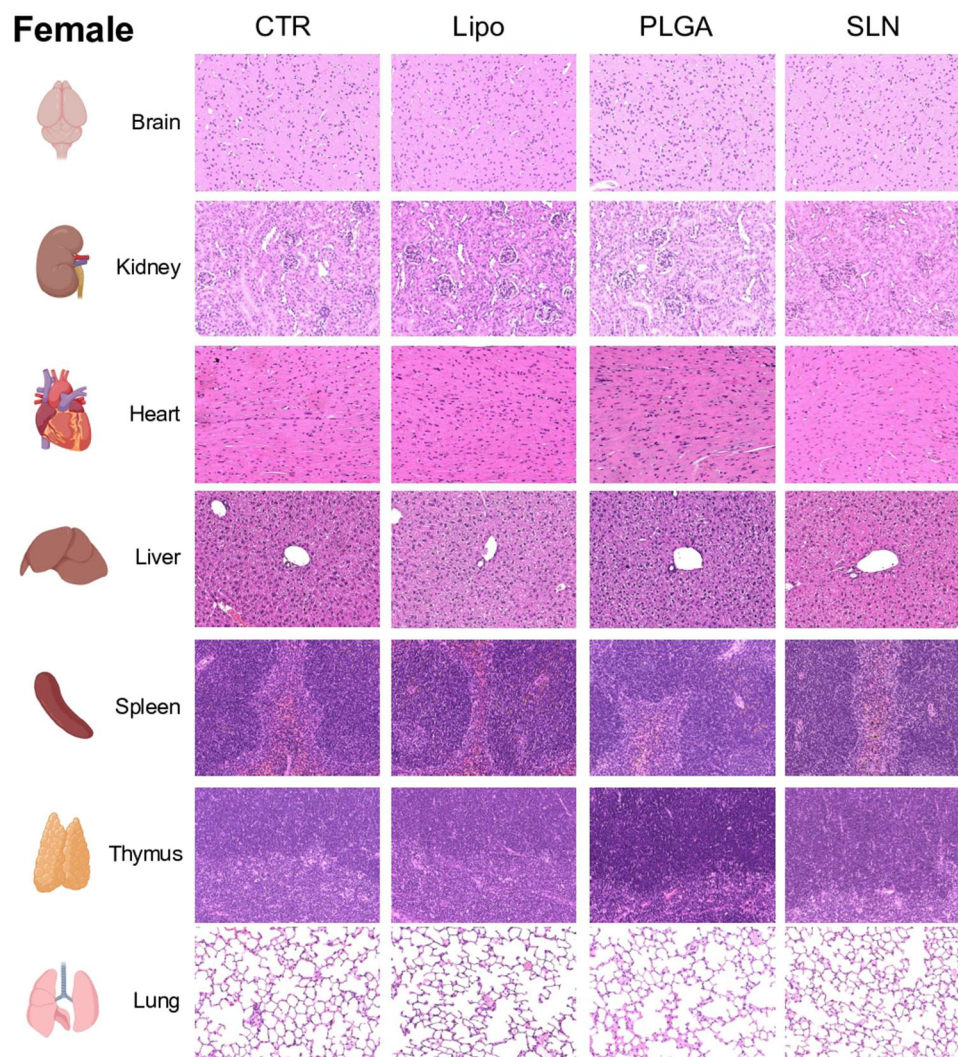 Female
CTR Lipo PLGA SLN
Brain
Kidney
Heart
Liver
Spleen
Thymus
Lung